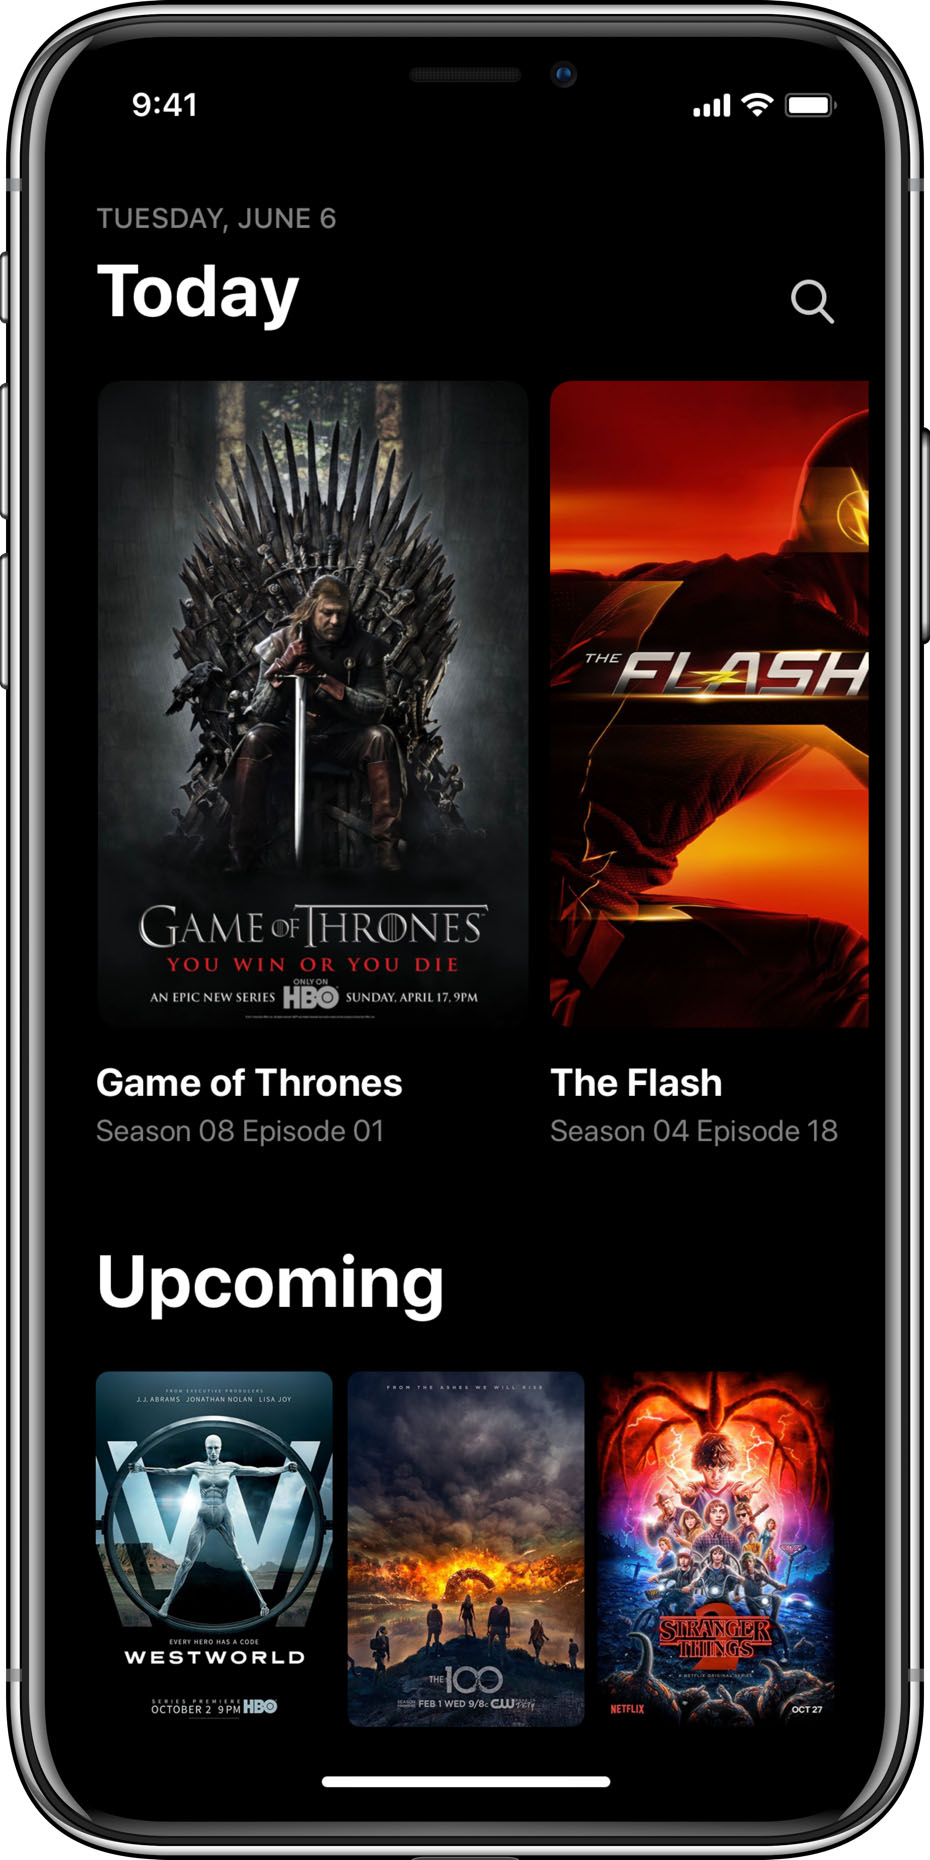 9:41
TUESDAY, JUNE 6
Today
GAME OF THRONES
YOU WIN OR YOU DIE
ONLY ON
AN EPIC NEW SERIES HBO SUNDAY, APRIL 17, 9PM
THE FLASH
Game of Thrones
Season 08 Episode 01
The Flash
Season 04 Episode 18
Upcoming
FROM EXECUTIVE PRODUCERS
J.J. ABRAMS JONATHAN NOLAN LISA JOY
W
EVERY HERO HAS A CODE
WESTWORLD
SERIES PREMIERE
OCTOBER 2 9PM HBO
FROM THE ASHES WE WILL RISE
THE 100
FEB 1 WED 9/8c CW
2
STRANGER
THINGS
A NETFLIX ORIGINAL SERIES
NETFLIX
OCT 27